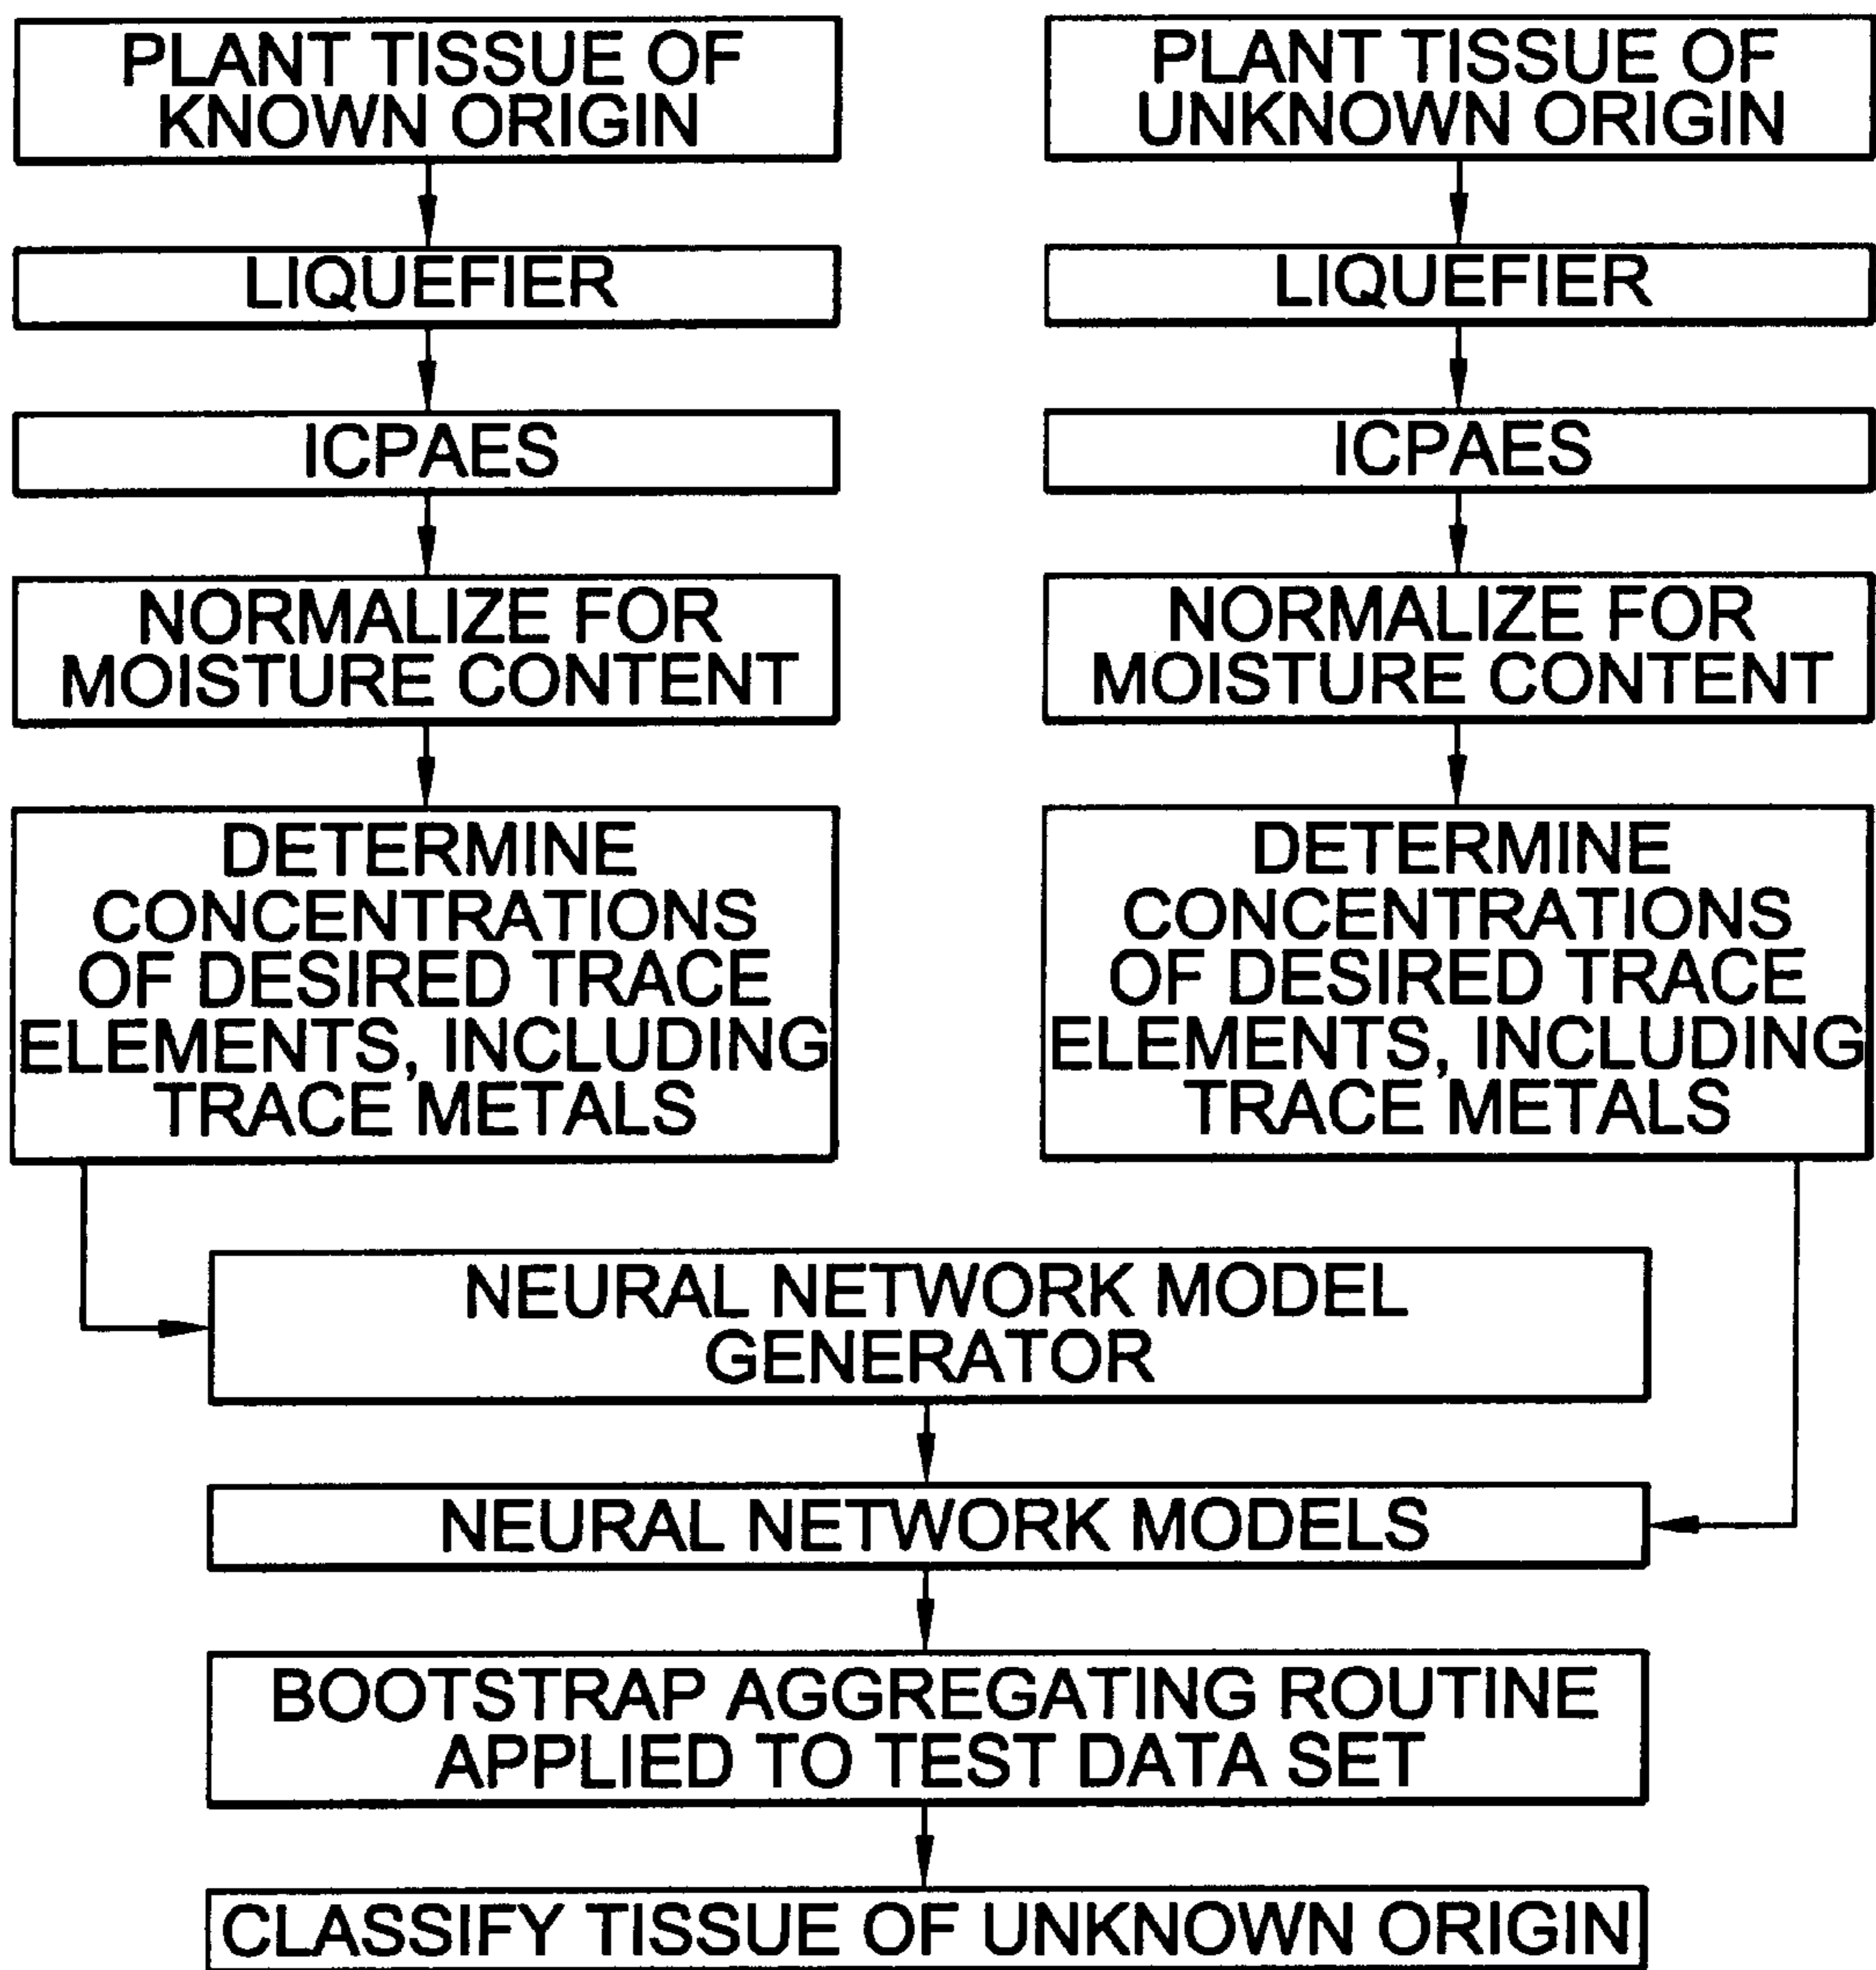 PLANT TISSUE OF
KNOWN ORIGIN
LIQUEFIER
ICPAES
NORMALIZE FOR
MOISTURE CONTENT
DETERMINE
CONCENTRATIONS
OF DESIRED TRACE
ELEMENTS, INCLUDING
TRACE METALS
PLANT TISSUE OF
UNKNOWN ORIGIN
LIQUEFIER
ICPAES
NORMALIZE FOR
MOISTURE CONTENT
DETERMINE
CONCENTRATIONS
OF DESIRED TRACE
ELEMENTS, INCLUDING
TRACE METALS
NEURAL NETWORK MODEL
GENERATOR
NEURAL NETWORK MODELS
BOOTSTRAP AGGREGATING ROUTINE
APPLIED TO TEST DATA SET
CLASSIFY TISSUE OF UNKNOWN ORIGIN